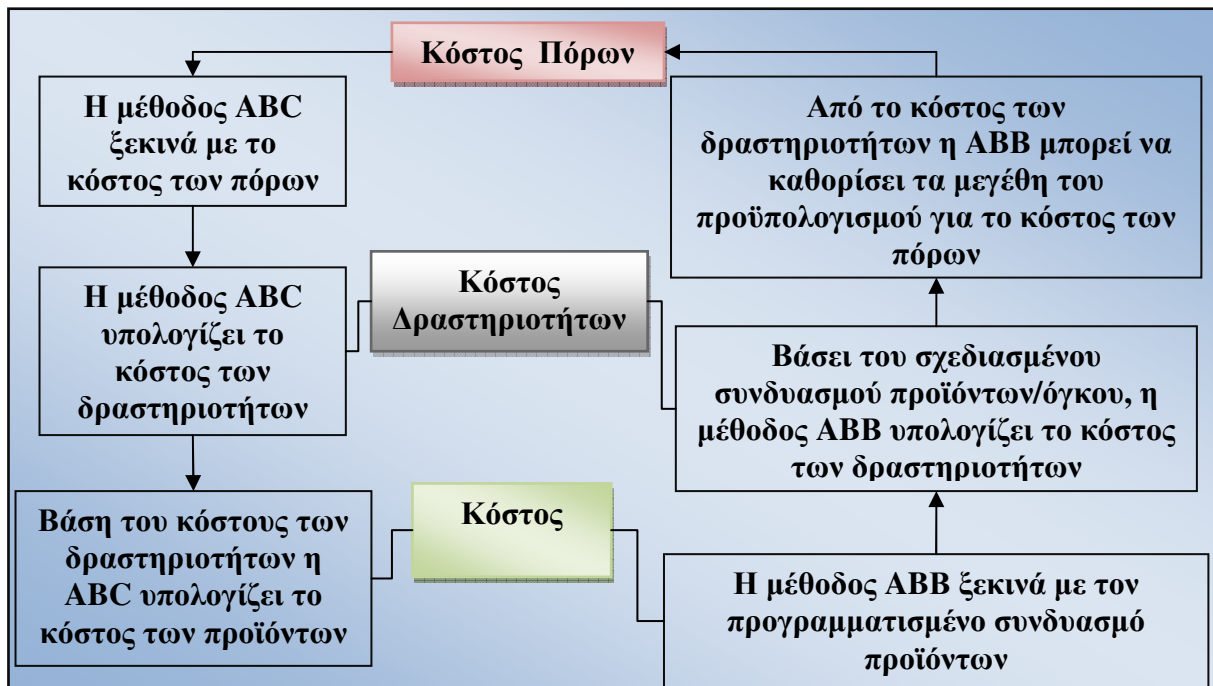 Κόστος Πόρων
Η μέθοδος ABC
ξεκινά με το
κόστος των πόρων
Η μέθοδος ABC
υπολογίζει το
κόστος των
δραστηριοτήτων
Βάση του κόστους των
δραστηριοτήτων η
ABC υπολογίζει το
κόστος των προϊόντων
Κόστος
Δραστηριοτήτων
Κόστος
Από το κόστος των
δραστηριοτήτων η ABB μπορεί να
καθορίσει τα μεγέθη του
προϋπολογισμού για το κόστος των
πόρων
Βάσει του σχεδιασμένου
συνδυασμού προϊόντων/όγκου, η
μέθοδος ABB υπολογίζει το κόστος
των δραστηριοτήτων
Η μέθοδος ABB ξεκινά με τον
προγραμματισμένο συνδυασμό
προϊόντων